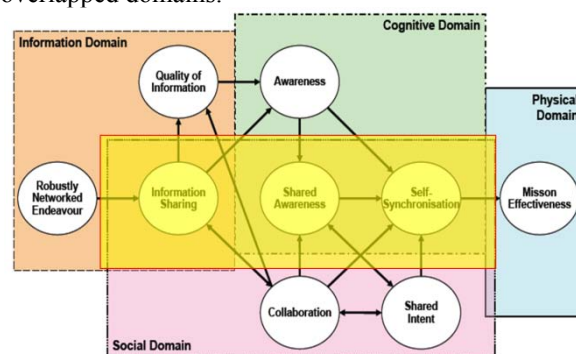 overlapped domains.
Cognitive Domain
Information Domain
Quality of
Information
Awareness
Physical
Domain
Robustly
Networked
Endeavour
Information
Sharing
Shared
Awareness
Self-
Synchronisation
Misson
Effectiveness
Collaboration
Shared
Intent
Social Domain